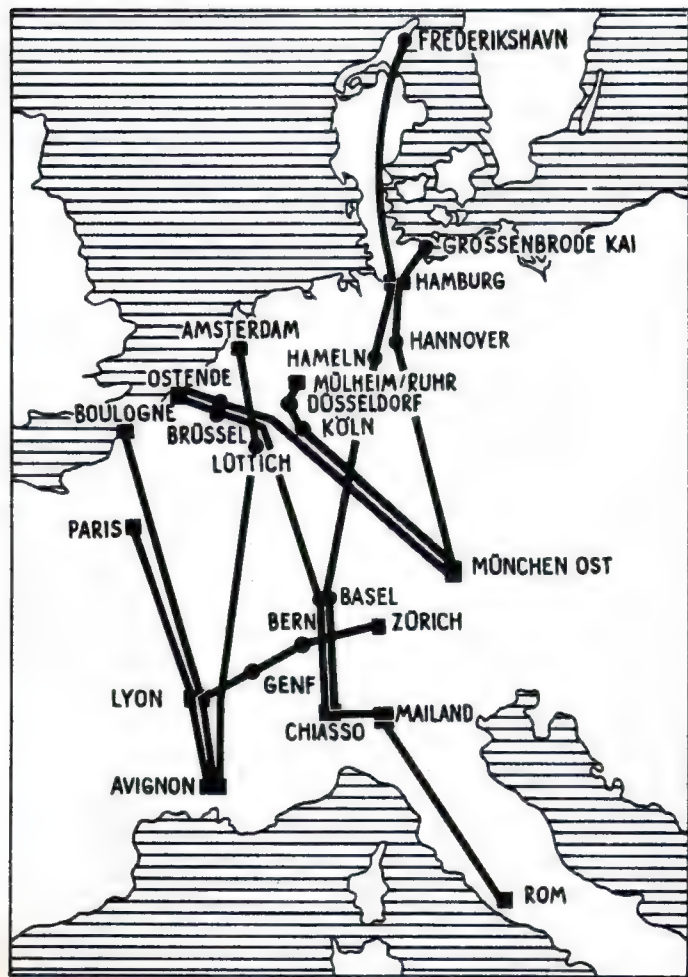 FREDERIKSHAVN
GROSSENBRODE KAI
HAMBURG
AMSTERDAM
HANNOVER
HAMELN
MÜLHEIM/RUHR
OSTENDE
DÜSSELDORF
BOULOGNE
KÖLN
BRÜSSEL
LÜTTICH
PARIS
MÜNCHEN OST
BASEL
BERN
ZÜRICH
GENF
LYON
MAILAND
CHIASSO
AVIGNON
ROM